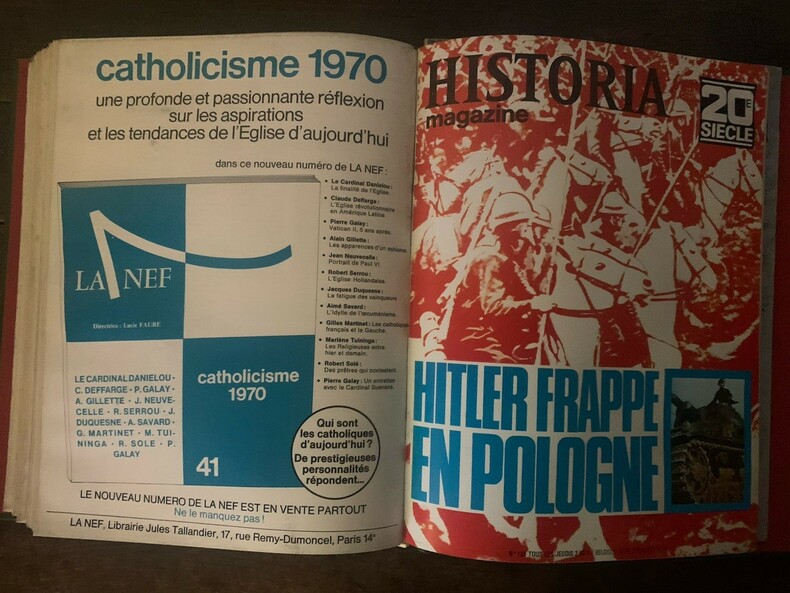 catholicisme 1970
une profonde et passionnante réflexion
sur les aspirations
et les tendances de l'Eglise d'aujourd'hui
dans ce nouveau numéro de LA NEF :
• Le Cardinal Danielou :
La finalité de l'Eglise.
• Claude Deffarge :
L'Eglise révolutionnaire
en Amérique Latine.
• Pierre Galay :
Vatican II, 5 ans après.
• Alain Gillette :
Les apparences d'un
• Jean Neuvecelle :
Portrait de Paul VI.
• Robert Serrou :
L'Eglise Hollandaise.
• Jacques Duquesne :
La fatigue des vainqueurs
• Aimé Savard :
L'Idylle de l'œcuménisme.
• Gilles Martinet : Les catholiques
français et la Gauche.
• Marlène Tuininga :
Les Religieuses entre
hier et demain.
• Robert Solé :
Des prêtres qui contestent.
• Pierre Galay : Un entretien
avec le Cardinal Suenens.
LA NEF
Directrice : Lucie FAURE
LE CARDINAL DANIELOU ·
C. DEFFARGE · P. GALAY ·
A. GILLETTE · J. NEUVE-
CELLE · R. SERROU · J.
DUQUESNE · A. SAVARD ·
G. MARTINET · M. TUI-
NINGA · R. SOLE · P.
GALAY
catholicisme
1970
41
Qui sont
les catholiques
d'aujourd'hui ?
De prestigieuses
personnalités
répondent...
LE NOUVEAU NUMERO DE LA NEF EST EN VENTE PARTOUT
Ne le manquez pas !
LA NEF, Librairie Jules Tallandier, 17, rue Remy-Dumoncel, Paris 14e
HISTORIA
magazine
20E
SIECLE
HITLER FRAPPE
EN POLOGNE
TOUS LES JEUDIS